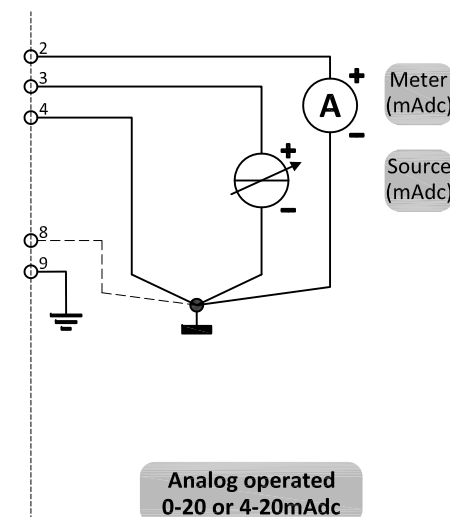 2
3
+
Meter
(mAdc)
4
A
−
+
Source
(mAdc)
−
8
9
Analog operated
0-20 or 4-20mAdc